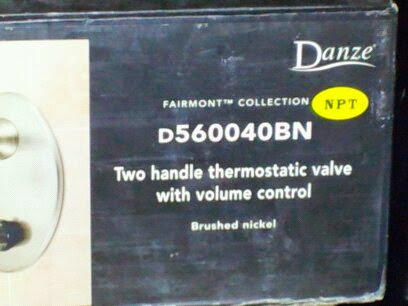 Danze®
FAIRMONT™ COLLECTION
NPT
D560040BN
Two handle thermostatic valve
with volume control
Brushed nickel